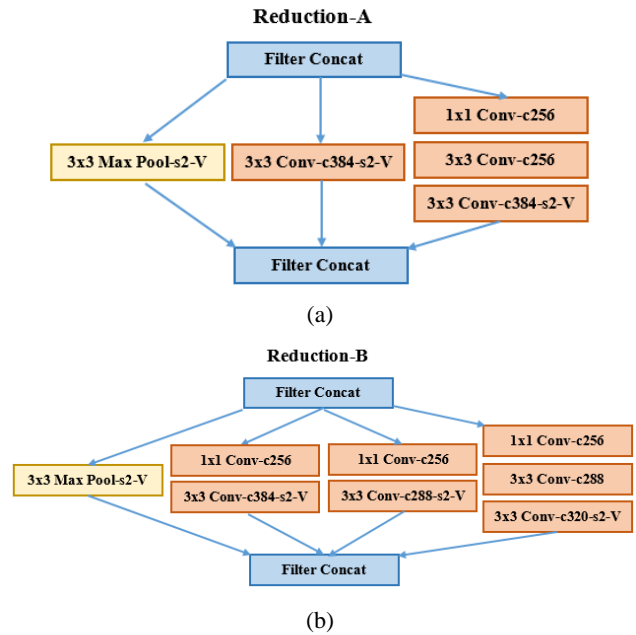 Reduction-A
Filter Concat
1x1 Conv-c256
3x3 Max Pool-s2-V
3x3 Conv-c384-s2-V
3x3 Conv-c256
3x3 Conv-c384-s2-V
Filter Concat
(a)
Reduction-B
Filter Concat
3x3 Max Pool-s2-V
1x1 Conv-c256
3x3 Conv-c384-s2-V
1x1 Conv-c256
3x3 Conv-c288-s2-V
1x1 Conv-c256
3x3 Conv-c288
3x3 Conv-c320-s2-V
Filter Concat
(b)